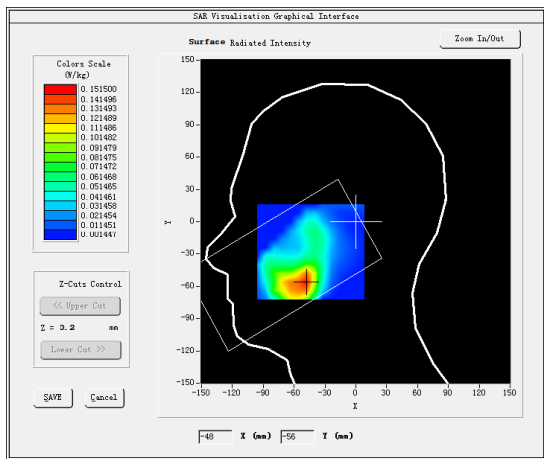 SAR Visualisation Graphical Interface
Surface Radiated Intensity
Zoom In/Out
Colors Scale
(W/kg)
0.151500
0.141496
0.131493
0.121489
0.111486
0.101482
0.091479
0.081475
0.071472
0.061468
0.051465
0.041461
0.031458
0.021454
0.011451
0.001447
150
120
90
60
30
0
-30
-60
-90
-120
-150
Y
-150 -120 -90 -60 -30 0 30 60 90 120 150
X
Z-Cuts Control
<< Upper Cut
Z = 3.2 mm
Lower Cut >>
SAVE Cancel
-48 X (mm) -56 Y (mm)